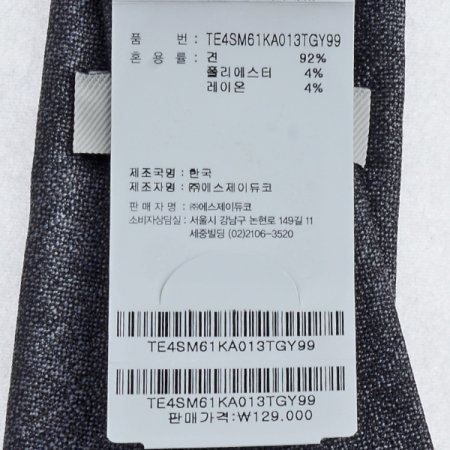 품 번 : TE4SM61KA013TGY99
혼 용 률 : 견 92%
폴리에스터 4%
레이온 4%
제조국명 : 한국
제조자명 : ㈜에스제이듀코
판 매 자 명 : ㈜에스제이듀코
소비자상담실 : 서울시 강남구 논현로 149길 11
세중빌딩 (02)2106-3520
TE4SM61KA013TGY99
TE4SM61KA013TGY99
판매가격:₩129,000